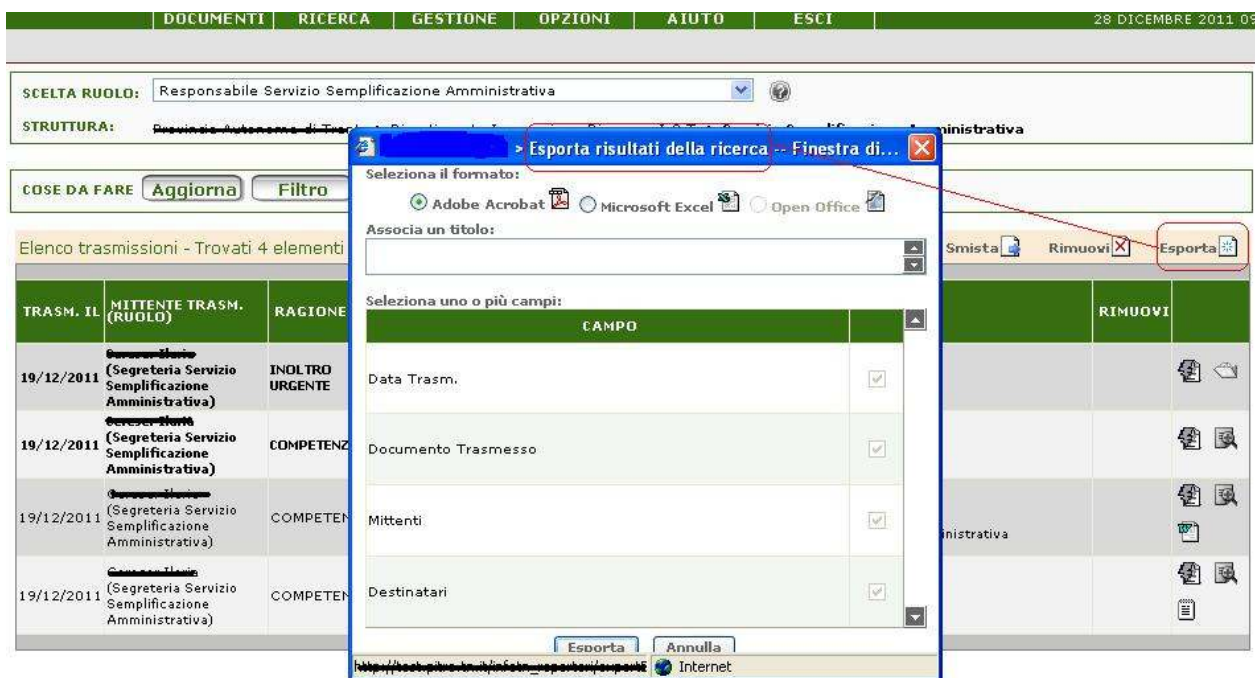 DOCUMENTI RICERCA GESTIONE OPZIONI AIUTO ESCI 28 DICEMBRE 2011 09
SCELTA RUOLO: Responsabile Servizio Semplificazione Amministrativa
STRUTTURA: ministrativa
> Esporta risultati della ricerca -- Finestra di...
COSE DA FARE Aggiorna Filtro
Seleziona il formato:
Adobe Acrobat Microsoft Excel Open Office
Associa un titolo:
Elenco trasmissioni - Trovati 4 elementi
Smista Rimuovi Esporta
Seleziona uno o più campi:
CAMPO
Data Trasm.
Documento Trasmesso
Mittenti
Destinatari
Esporta Annulla
Internet
TRASM. IL MITTENTE TRASM. (RUOLO) RAGIONE RIMUOVI
19/12/2011 (Segreteria Servizio
Semplificazione
Amministrativa)
INOLTRO
URGENTE
19/12/2011 (Segreteria Servizio
Semplificazione
Amministrativa)
COMPETENZ
19/12/2011 (Segreteria Servizio
Semplificazione
Amministrativa)
COMPETEN
inistrativa
19/12/2011 (Segreteria Servizio
Semplificazione
Amministrativa)
COMPETEN